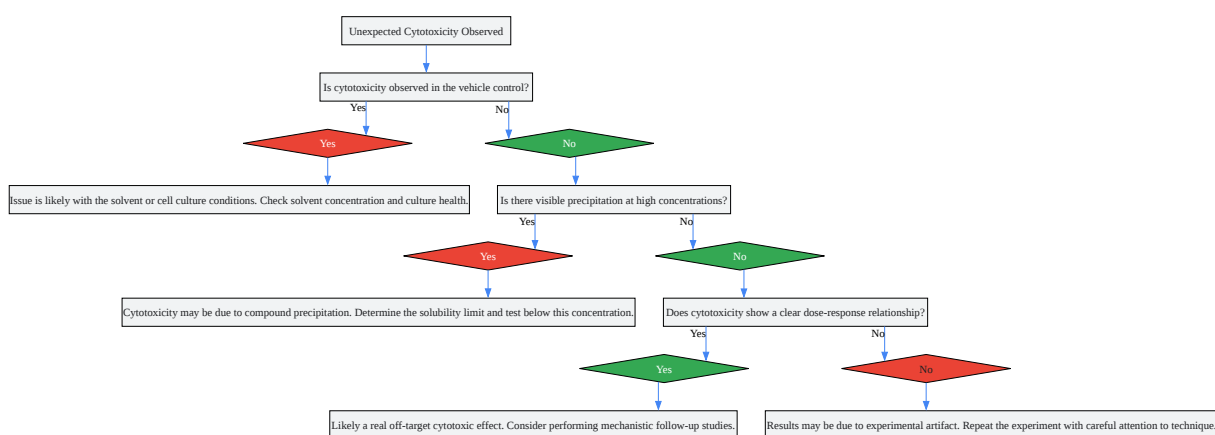 Unexpected Cytotoxicity Observed
Is cytotoxicity observed in the vehicle control?
Yes
No
Yes
No
Issue is likely with the solvent or cell culture conditions. Check solvent concentration and culture health.
Is there visible precipitation at high concentrations?
Yes
No
Yes
No
Cytotoxicity may be due to compound precipitation. Determine the solubility limit and test below this concentration.
Does cytotoxicity show a clear dose-response relationship?
Yes
No
Yes
No
Likely a real off-target cytotoxic effect. Consider performing mechanistic follow-up studies.
Results may be due to experimental artifact. Repeat the experiment with careful attention to technique.